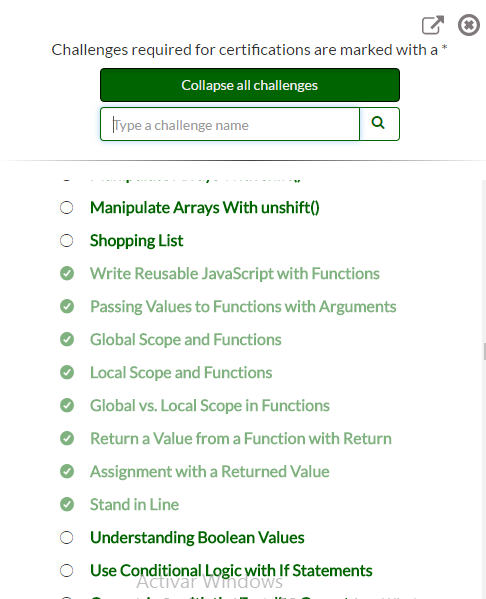 Challenges required for certifications are marked with a *
Collapse all challenges
Type a challenge name
Manipulate Arrays With unshift()
Shopping List
Write Reusable JavaScript with Functions
Passing Values to Functions with Arguments
Global Scope and Functions
Local Scope and Functions
Global vs. Local Scope in Functions
Return a Value from a Function with Return
Assignment with a Returned Value
Stand in Line
Understanding Boolean Values
Use Conditional Logic with If Statements
Activar Windows